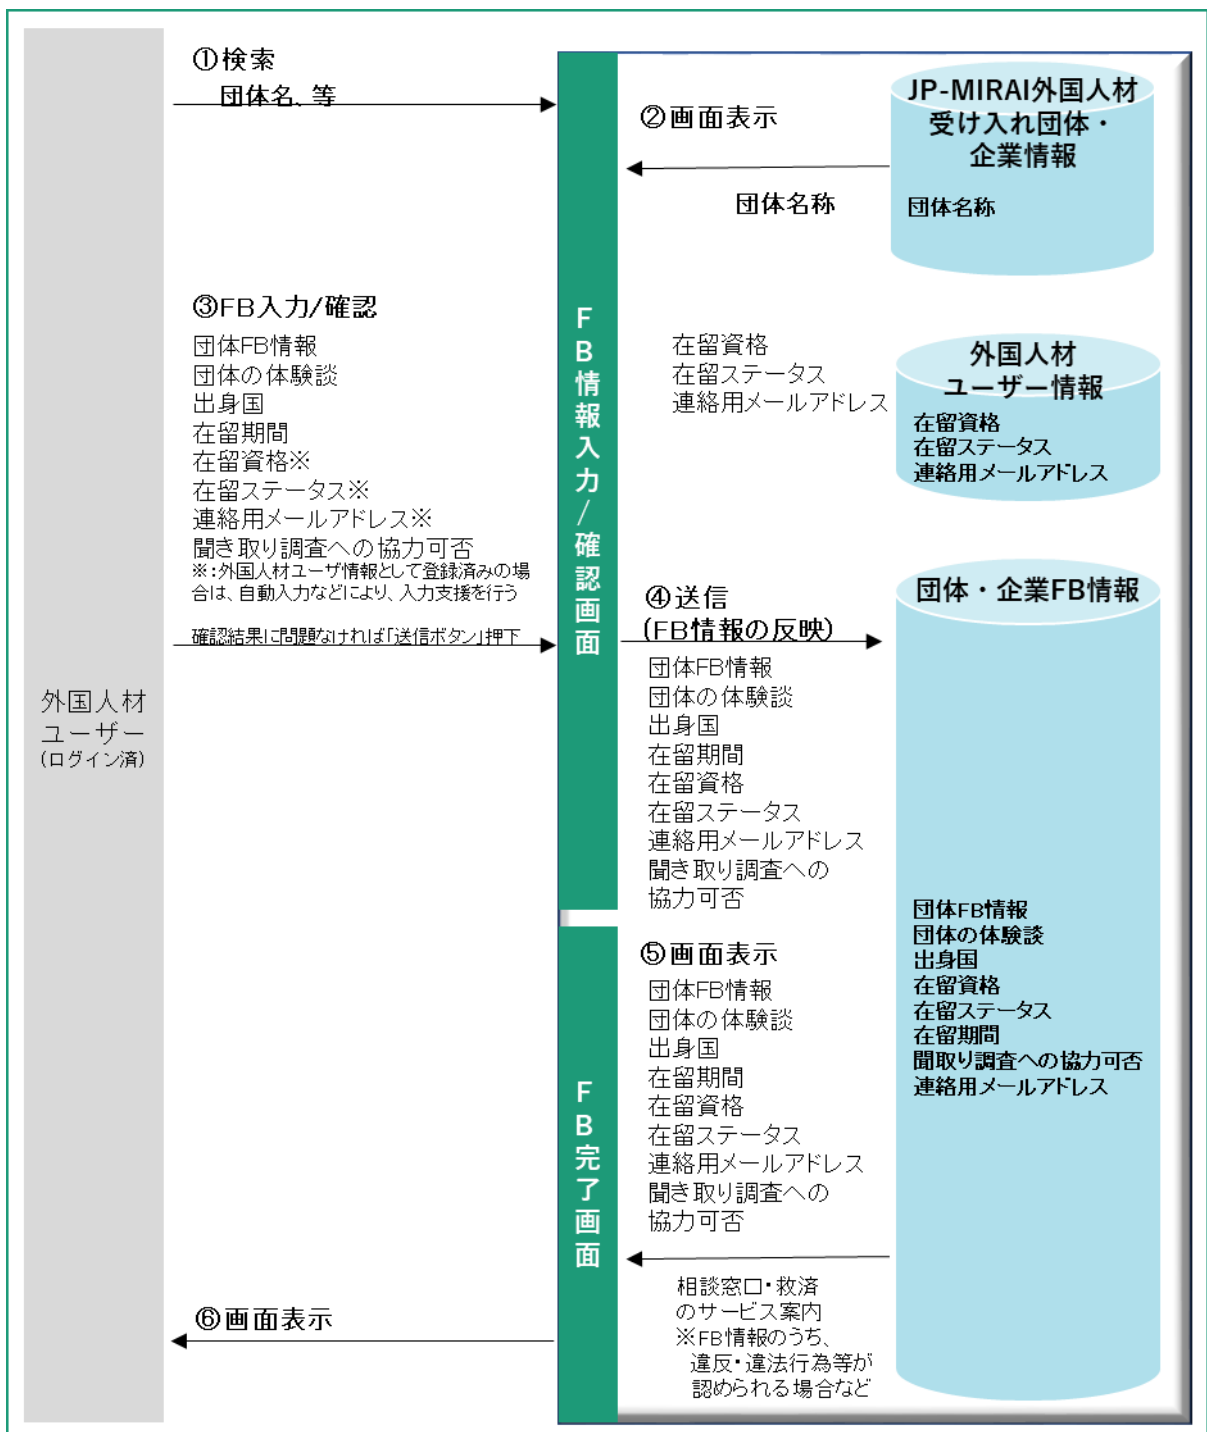 ①検索
団体名、等
②画面表示
団体名称
JP-MIRAI外国人材
受け入れ団体・
企業情報
団体名称
③FB入力/確認
団体FB情報
団体の体験談
出身国
在留期間
在留資格※
在留ステータス※
連絡用メールアドレス※
聞き取り調査への協力可否
※:外国人材ユーザ情報として登録済みの場
合は、自動入力などにより、入力支援を行う
確認結果に問題なければ「送信ボタン」押下
外国人材
ユーザー
(ログイン済)
FB情報入力/確認画面
在留資格
在留ステータス
連絡用メールアドレス
外国人材
ユーザー情報
在留資格
在留ステータス
連絡用メールアドレス
④送信
(FB情報の反映)
団体FB情報
団体の体験談
出身国
在留期間
在留資格
在留ステータス
連絡用メールアドレス
聞き取り調査への
協力可否
団体・企業FB情報
団体FB情報
団体の体験談
出身国
在留資格
在留ステータス
在留期間
聞取り調査への協力可否
連絡用メールアドレス
FB完了画面
⑤画面表示
団体FB情報
団体の体験談
出身国
在留期間
在留資格
在留ステータス
連絡用メールアドレス
聞き取り調査への
協力可否
相談窓口・救済
のサービス案内
※FB情報のうち、
違反・違法行為等が
認められる場合など
⑥画面表示